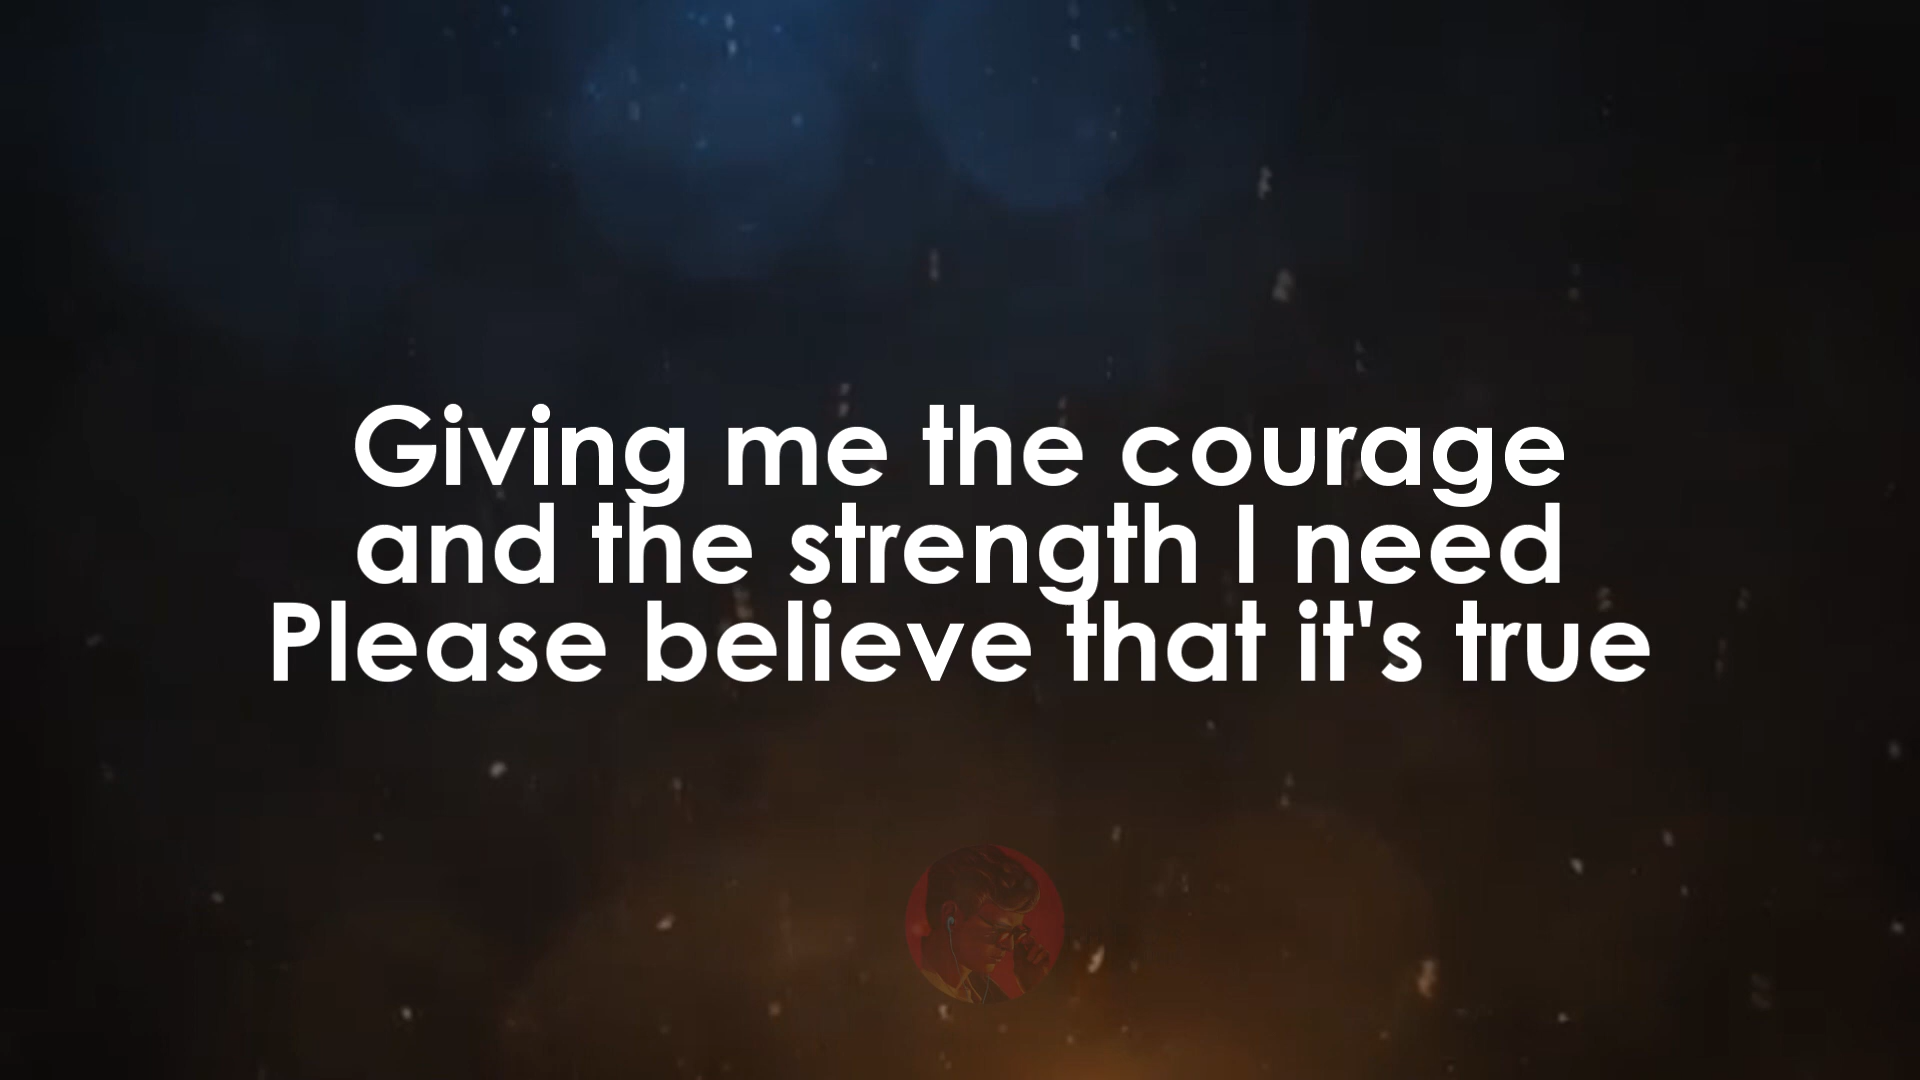 Giving me the courage
and the strength I need
Please believe that it's true